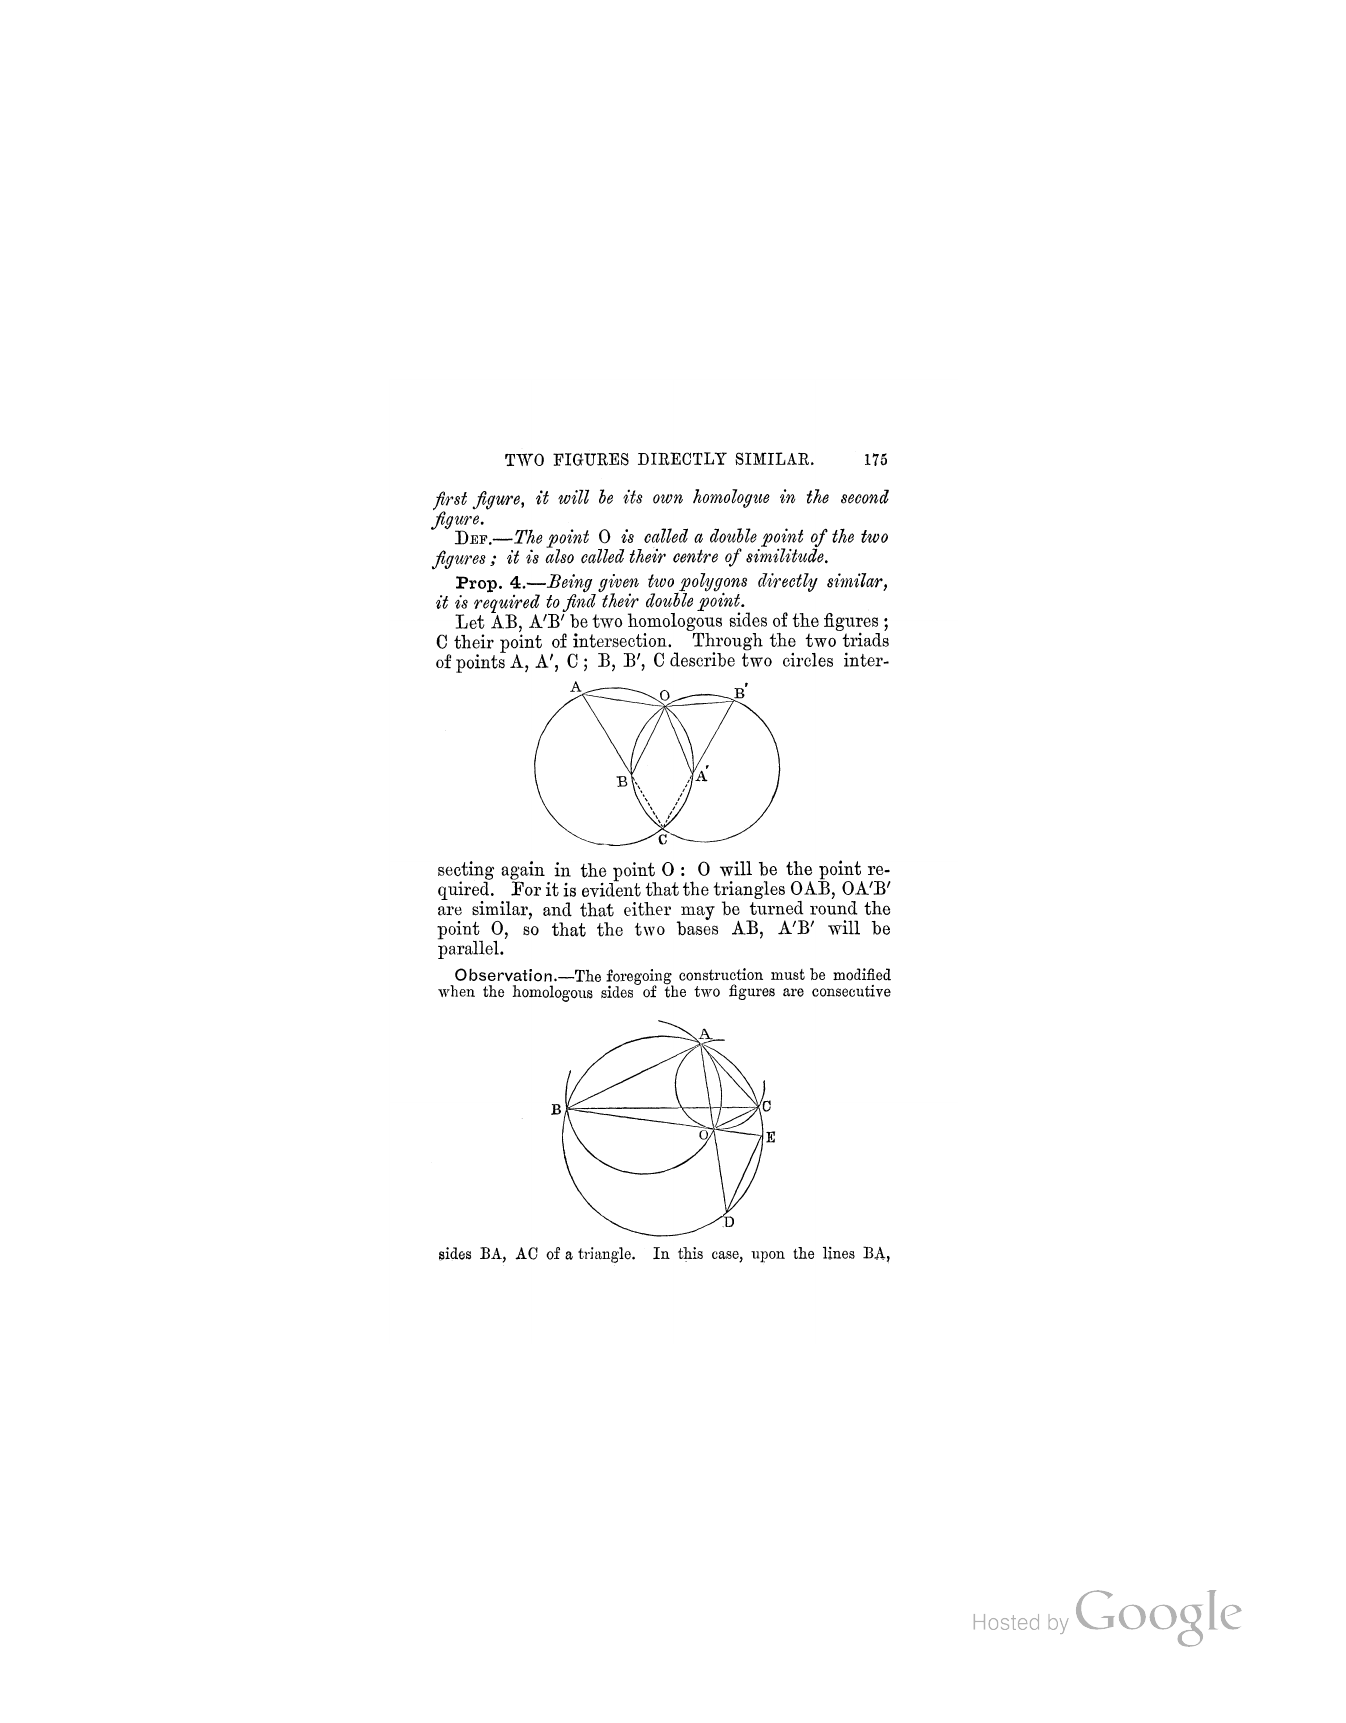 TWO FIGURES DIRECTLY SIMILAR. 175
first figure, it will be its own homologue in the second
figure.
DEF.—The point O is called a double point of the two
figures ; it is also called their centre of similitude.
Prop. 4.—Being given two polygons directly similar,
it is required to find their double point.
Let AB, A′B′ be two homologous sides of the figures ;
C their point of intersection. Through the two triads
of points A, A′, C ; B, B′, C describe two circles inter-
A O B′
B A′
C
secting again in the point O : O will be the point re-
quired. For it is evident that the triangles OAB, OA′B′
are similar, and that either may be turned round the
point O, so that the two bases AB, A′B′ will be
parallel.
Observation.—The foregoing construction must be modified
when the homologous sides of the two figures are consecutive
A
B C
O E
D
sides BA, AC of a triangle. In this case, upon the lines BA,
Hosted by Google